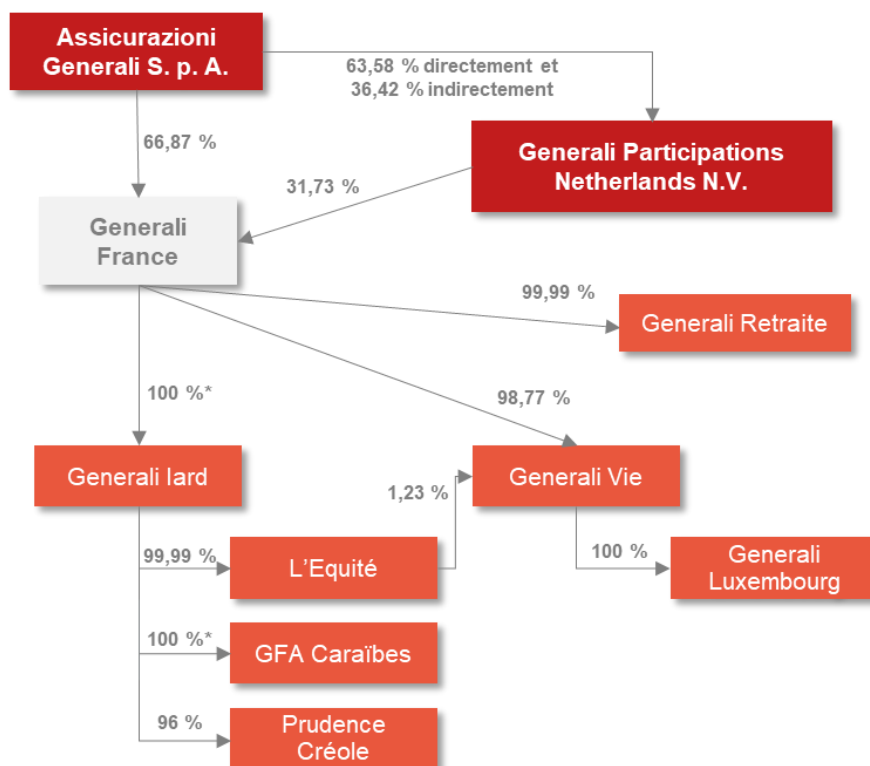 Assicurazioni
Generali S. p. A.
63,58 % directement et
36,42 % indirectement
66,87 %
Generali Participations
Netherlands N.V.
31,73 %
Generali
France
99,99 %
Generali Retraite
100 %*
98,77 %
Generali Iard
Generali Vie
1,23 %
99,99 %
L'Equité
100 %
Generali
Luxembourg
100 %*
GFA Caraïbes
96 %
Prudence
Créole